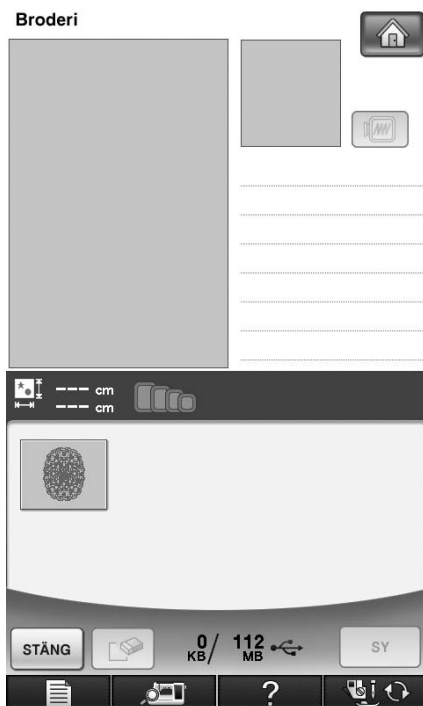 Broderi
--- cm
--- cm
STÄNG
0 KB/ 112 MB
SY
?